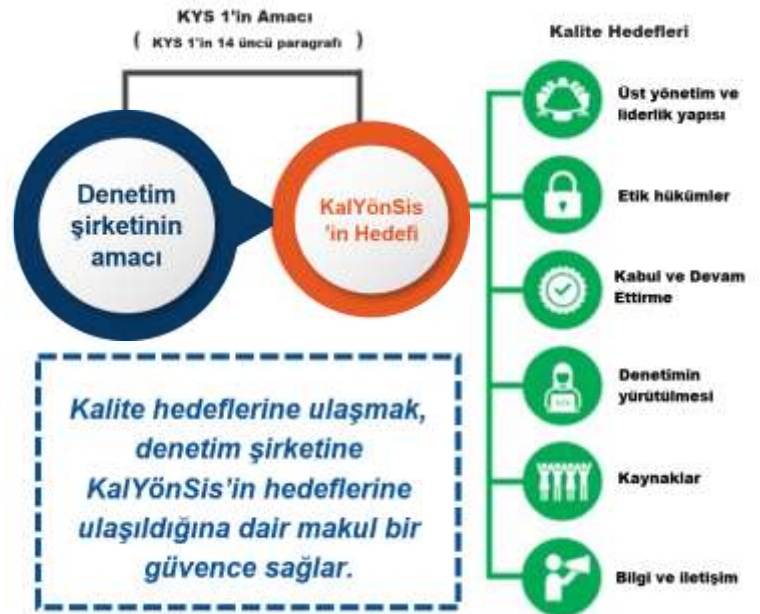 KYS 1'in Amacı
( KYS 1'in 14 üncü paragrafı )
Denetim
şirketinin
amacı
KalYönSis
'in Hedefi
Kalite hedeflerine ulaşmak,
denetim şirketine
KalYönSis'in hedeflerine
ulaşıldığına dair makul bir
güvence sağlar.
Kalite Hedefleri
Üst yönetim ve
liderlik yapısı
Etik hükümler
Kabul ve Devam
Ettirme
Denetimin
yürütülmesi
Kaynaklar
Bilgi ve iletişim